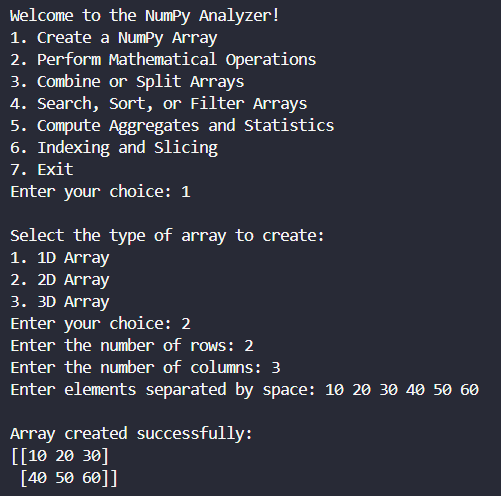 Welcome to the NumPy Analyzer!
1. Create a NumPy Array
2. Perform Mathematical Operations
3. Combine or Split Arrays
4. Search, Sort, or Filter Arrays
5. Compute Aggregates and Statistics
6. Indexing and Slicing
7. Exit
Enter your choice: 1

Select the type of array to create:
1. 1D Array
2. 2D Array
3. 3D Array
Enter your choice: 2
Enter the number of rows: 2
Enter the number of columns: 3
Enter elements separated by space: 10 20 30 40 50 60

Array created successfully:
[[10 20 30]
 [40 50 60]]